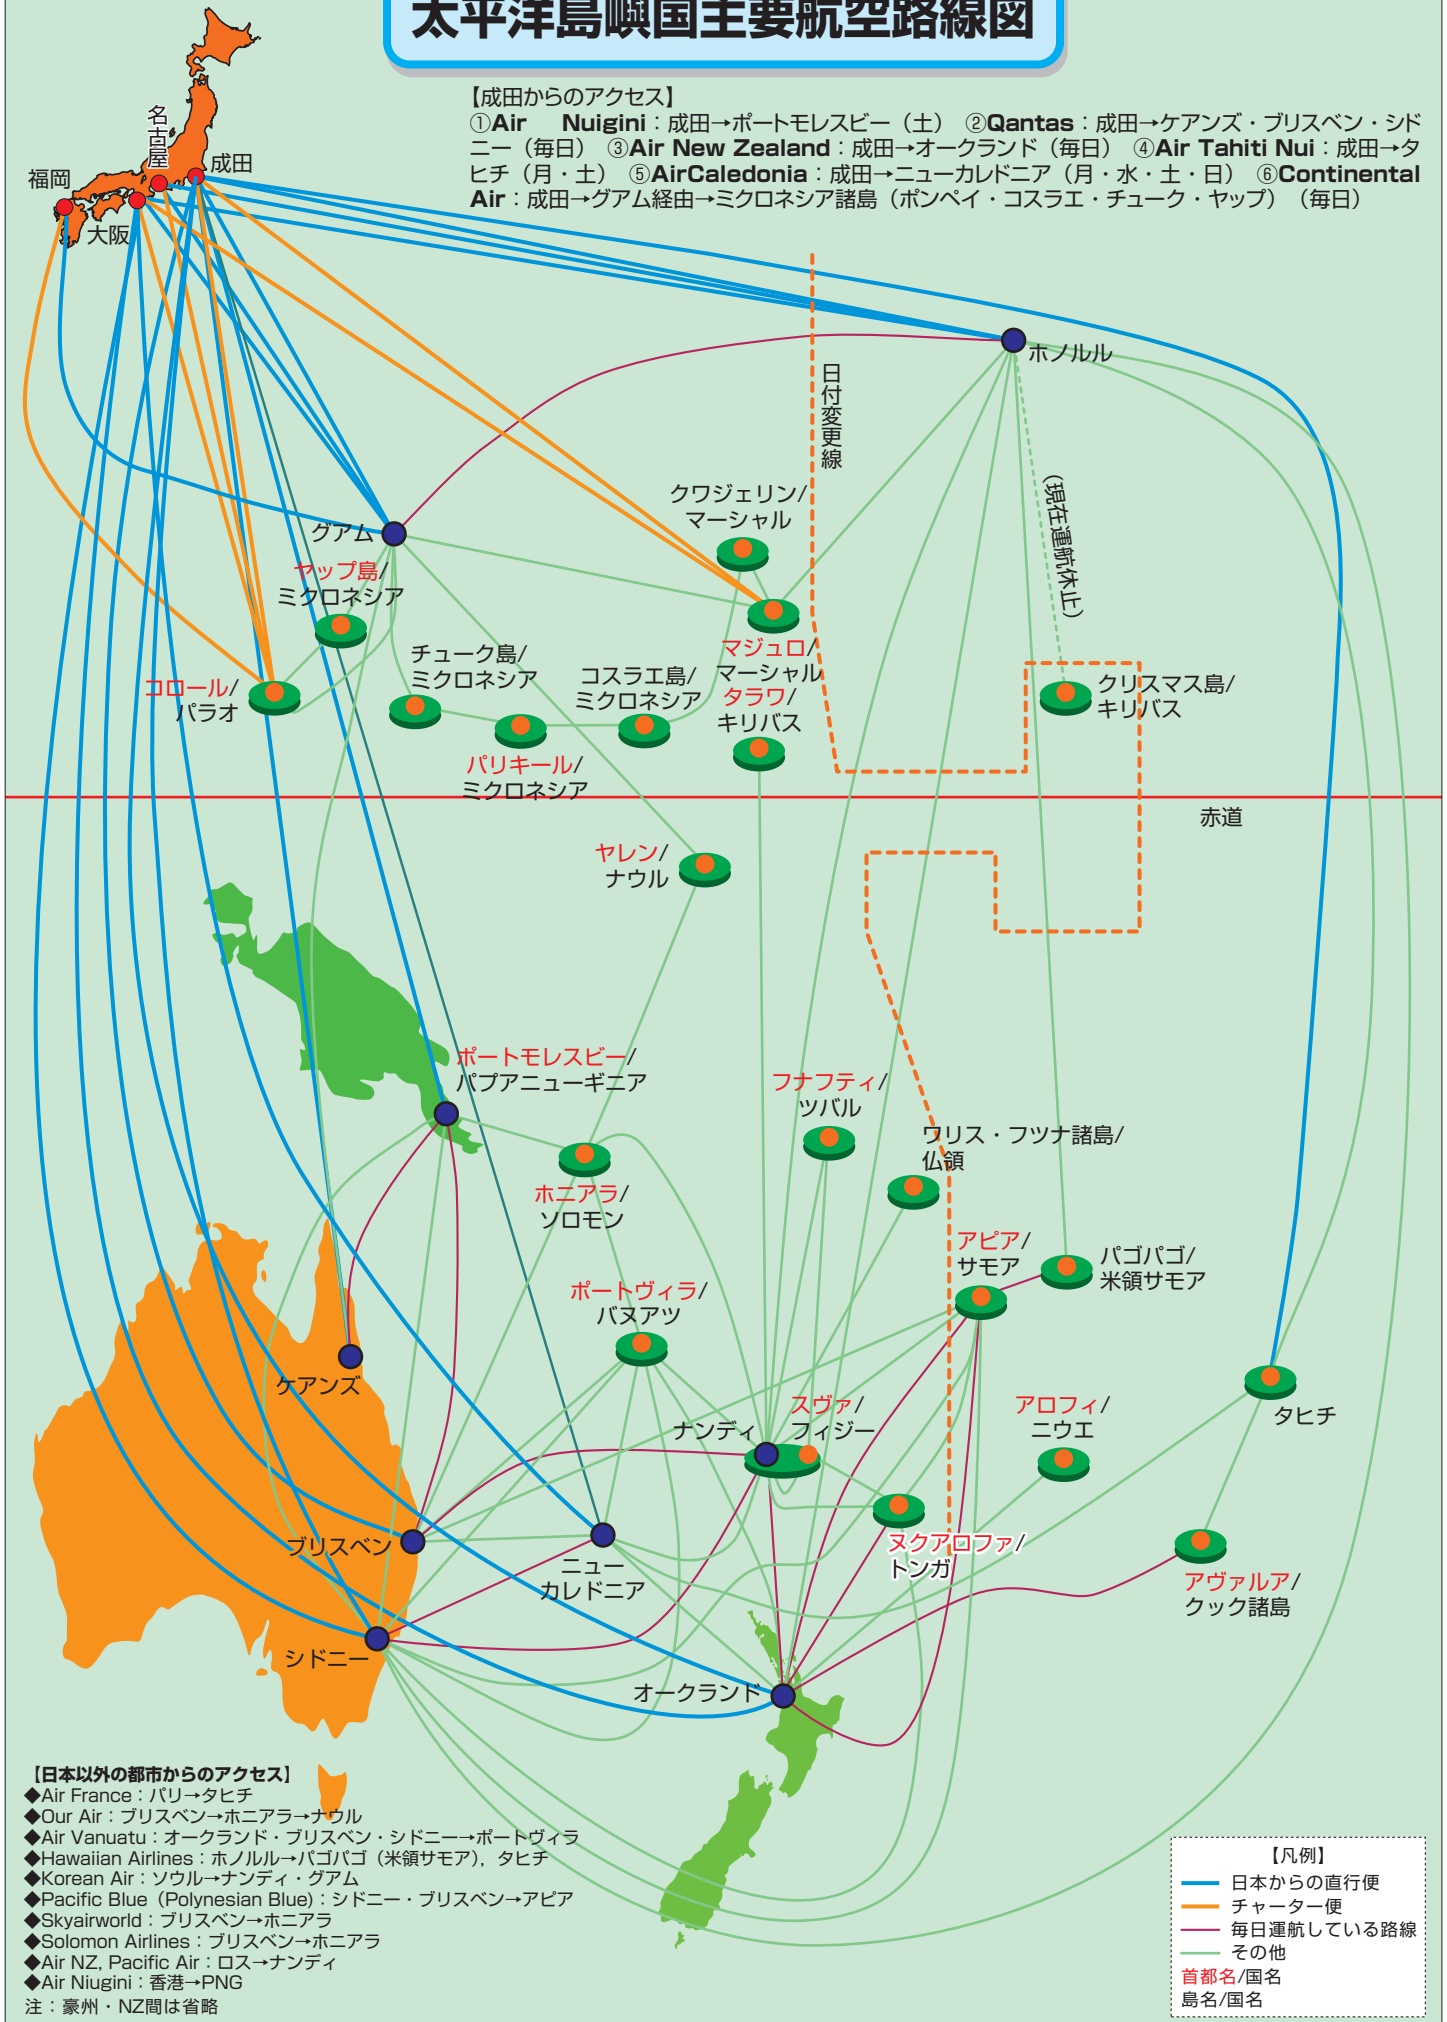 太平洋島嶼国主要航空路線図
【成田からのアクセス】
①Air Nuigini：成田→ポートモレスビー（土） ②Qantas：成田→ケアンズ・ブリスベン・シド
ニー（毎日） ③Air New Zealand：成田→オークランド（毎日） ④Air Tahiti Nui：成田→タ
ヒチ（月・土） ⑤AirCaledonia：成田→ニューカレドニア（月・水・土・日） ⑥Continental
Air：成田→グアム経由→ミクロネシア諸島（ポンペイ・コスラエ・チューク・ヤップ）（毎日）
名古屋
成田
福岡
大阪
ホノルル
日付変更線
（現在運航休止）
クワジェリン/
マーシャル
グアム
ヤップ島/
ミクロネシア
チューク島/
ミクロネシア
コスラエ島/
ミクロネシア
マジュロ/
マーシャル
タラワ/
キリバス
クリスマス島/
キリバス
コロール/
パラオ
パリキール/
ミクロネシア
赤道
ヤレン/
ナウル
ポートモレスビー/
パプアニューギニア
フナフティ/
ツバル
ワリス・フツナ諸島/
仏領
ホニアラ/
ソロモン
アピア/
サモア
パゴパゴ/
米領サモア
ポートヴィラ/
バヌアツ
ケアンズ
スヴァ/
フィジー
ナンディ
アロフィ/
ニウエ
タヒチ
ブリスベン
ニュー
カレドニア
ヌクアロファ/
トンガ
アヴァルア/
クック諸島
シドニー
オークランド
【日本以外の都市からのアクセス】
◆Air France：パリ→タヒチ
◆Our Air：ブリスベン→ホニアラ→ナウル
◆Air Vanuatu：オークランド・ブリスベン・シドニー→ポートヴィラ
◆Hawaiian Airlines：ホノルル→パゴパゴ（米領サモア），タヒチ
◆Korean Air：ソウル→ナンディ・グアム
◆Pacific Blue（Polynesian Blue）：シドニー・ブリスベン→アピア
◆Skyairworld：ブリスベン→ホニアラ
◆Solomon Airlines：ブリスベン→ホニアラ
◆Air NZ, Pacific Air：ロス→ナンディ
◆Air Niugini：香港→PNG
注：豪州・NZ間は省略
【凡例】
日本からの直行便
チャーター便
毎日運航している路線
その他
首都名/国名
島名/国名